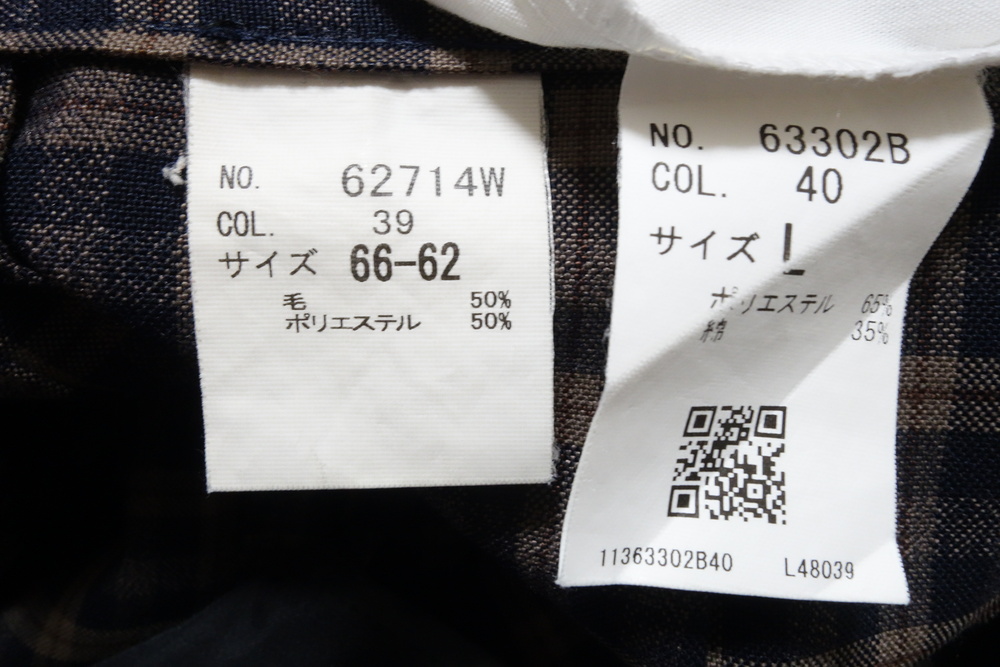 NO. 62714W
COL. 39
サイズ 66-62
毛 50%
ポリエステル 50%
NO. 63302B
COL. 40
サイズ L
ポリエステル 65%
綿 35%
11363302B40 L48039